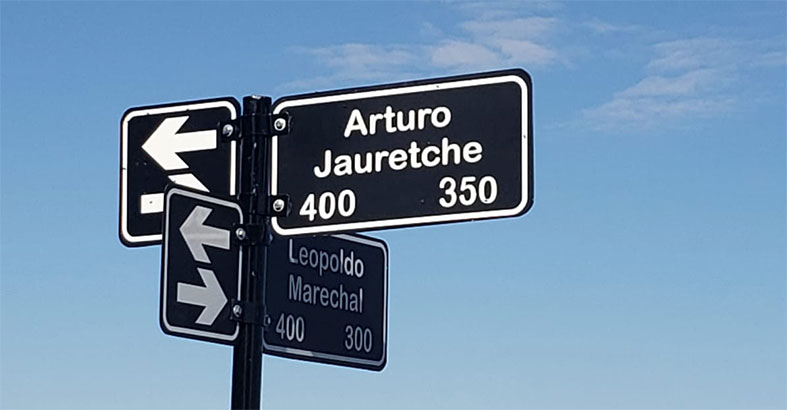 Arturo
Jauretche
400 350
Leopoldo
Marechal
400 300